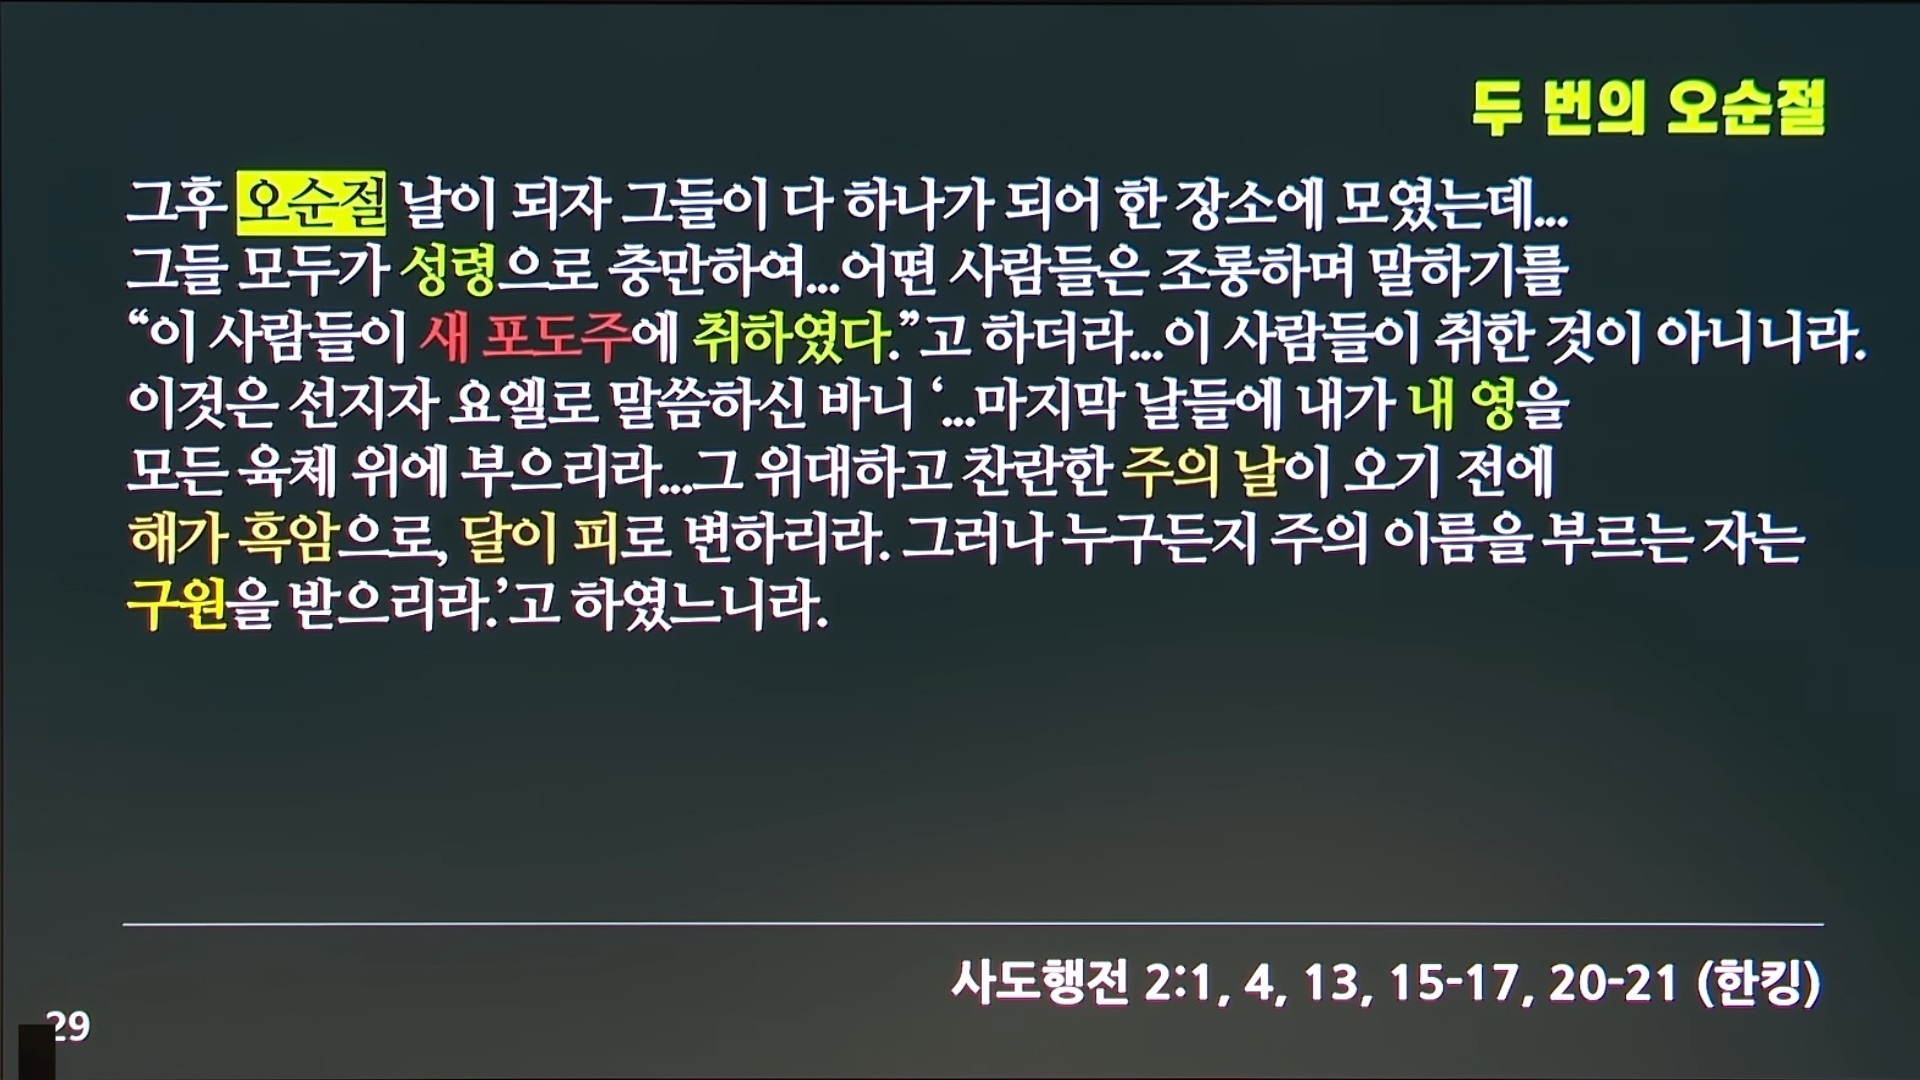 두 번의 오순절
그후 오순절 날이 되자 그들이 다 하나가 되어 한 장소에 모였는데...
그들 모두가 성령으로 충만하여...어떤 사람들은 조롱하며 말하기를
“이 사람들이 새 포도주에 취하였다.”고 하더라...이 사람들이 취한 것이 아니니라.
이것은 선지자 요엘로 말씀하신 바니 ‘...마지막 날들에 내가 내 영을
모든 육체 위에 부으리라...그 위대하고 찬란한 주의 날이 오기 전에
해가 흑암으로, 달이 피로 변하리라. 그러나 누구든지 주의 이름을 부르는 자는
구원을 받으리라.’고 하였느니라.
사도행전 2:1, 4, 13, 15-17, 20-21 (한킹)
29